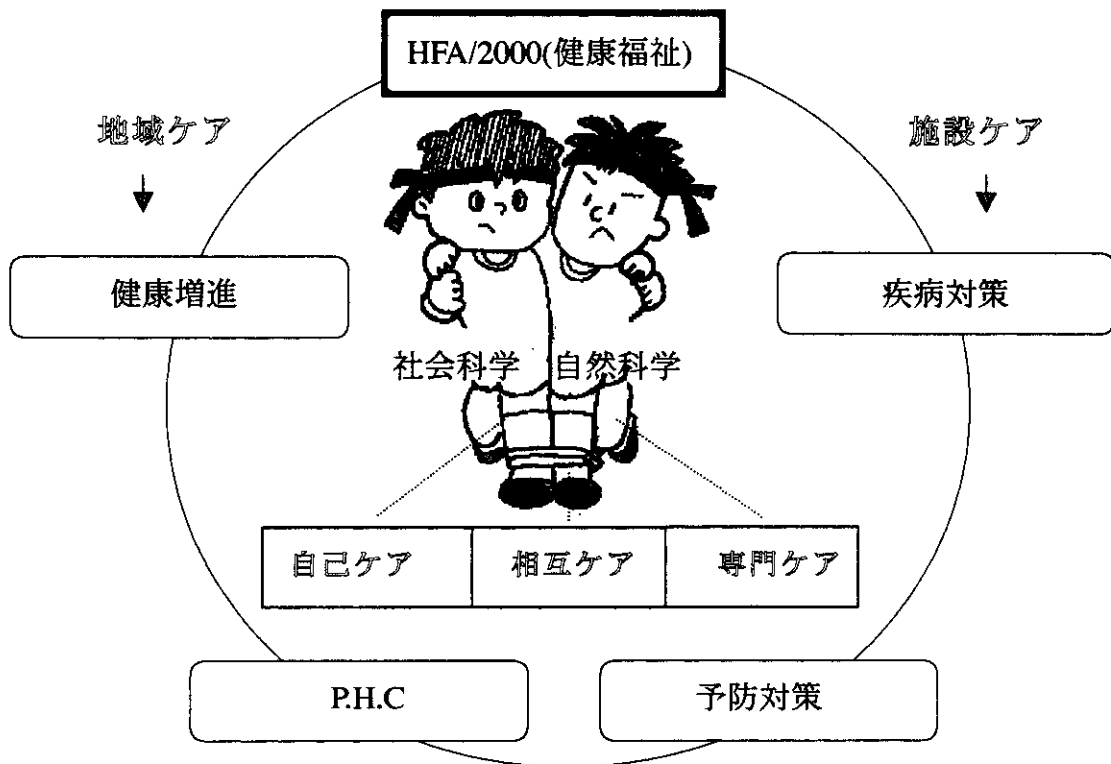 HFA/2000(健康福祉)
地域ケア
施設ケア
健康増進
疾病対策
社会科学
自然科学
自己ケア
相互ケア
専門ケア
P.H.C
予防対策